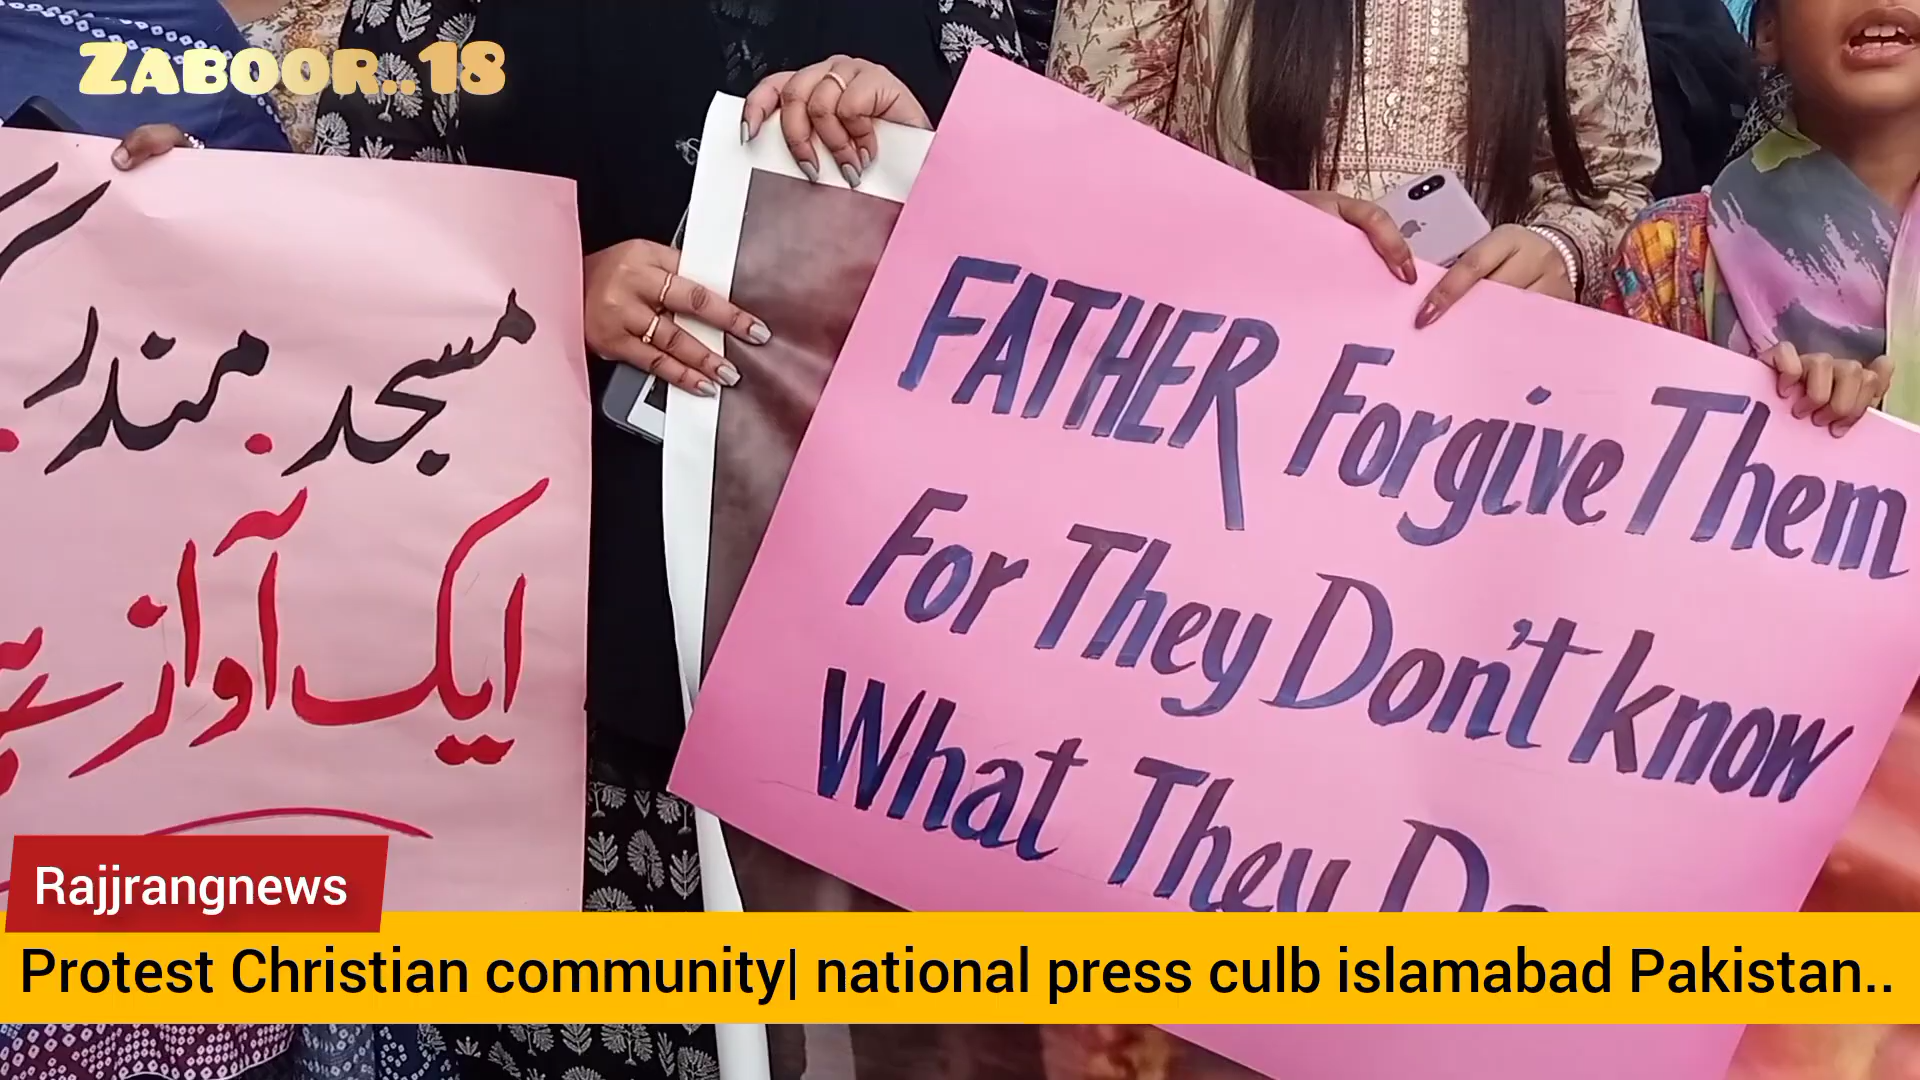 ZABOOR..18
مسجد مندر
ایک آواز
FATHER Forgive Them
For They Don't know
What They
Rajjrangnews
Protest Christian community| national press culb islamabad Pakistan..